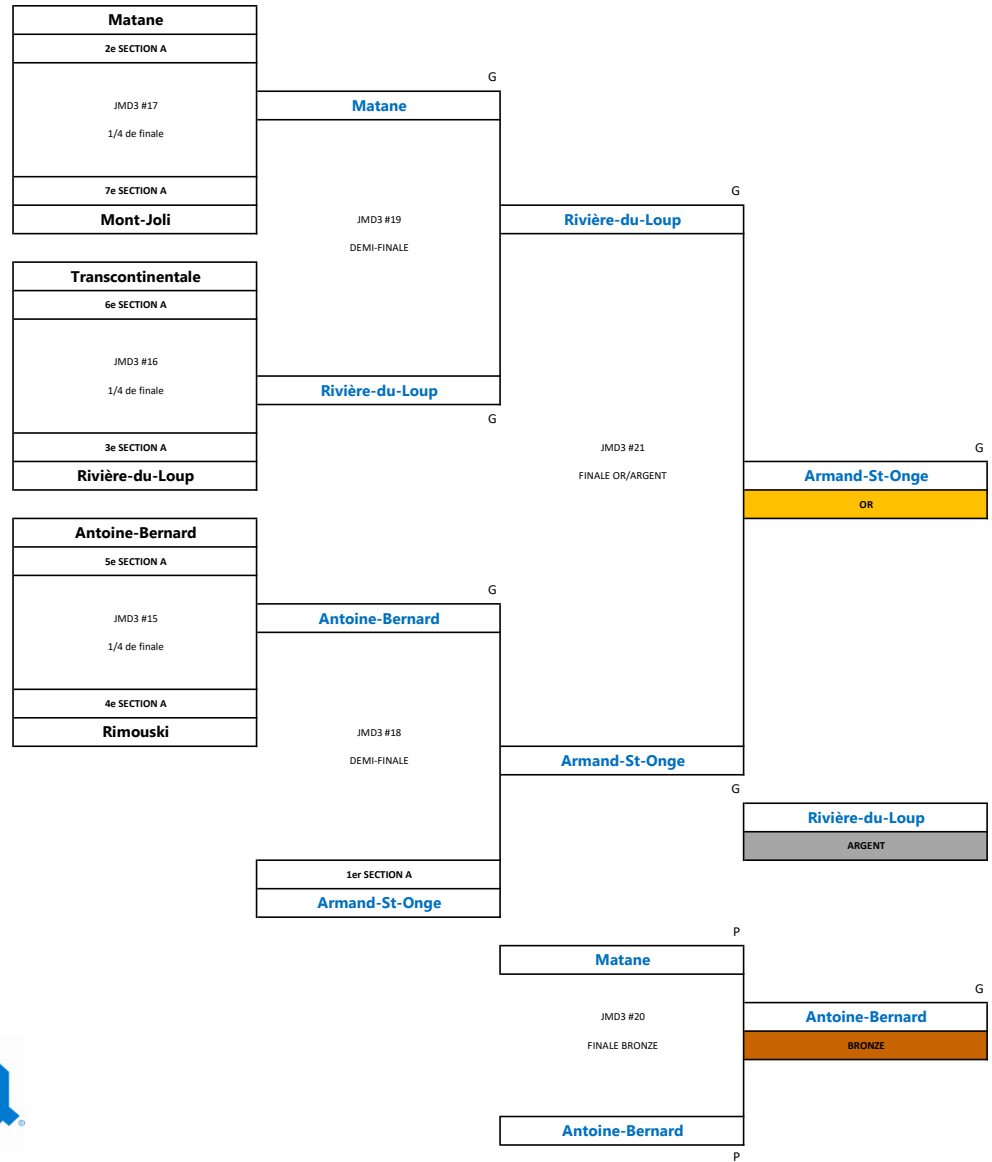 Matane
2e SECTION A
JMD3 #17
1/4 de finale
7e SECTION A
Mont-Joli
Transcontinentale
6e SECTION A
JMD3 #16
1/4 de finale
3e SECTION A
Rivière-du-Loup
Antoine-Bernard
5e SECTION A
JMD3 #15
1/4 de finale
4e SECTION A
Rimouski
G
Matane
JMD3 #19
DEMI-FINALE
Rivière-du-Loup
G
G
Antoine-Bernard
JMD3 #18
DEMI-FINALE
1er SECTION A
Armand-St-Onge
G
Rivière-du-Loup
JMD3 #21
FINALE OR/ARGENT
Armand-St-Onge
G
P
Matane
JMD3 #20
FINALE BRONZE
Antoine-Bernard
P
G
Armand-St-Onge
OR
Rivière-du-Loup
ARGENT
G
Antoine-Bernard
BRONZE
©